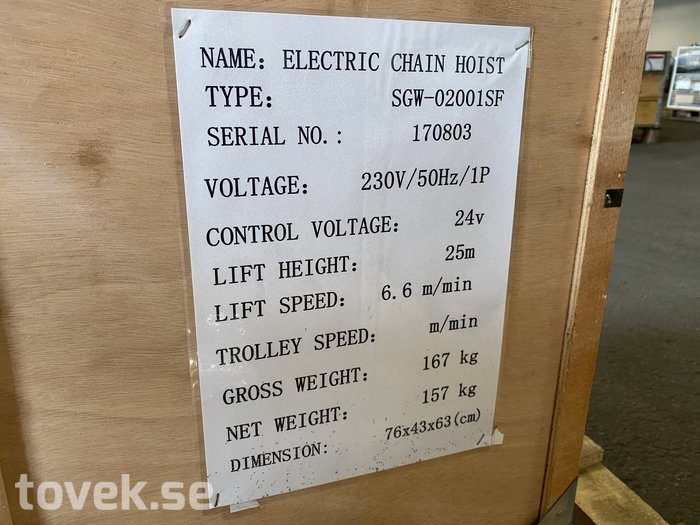 NAME: ELECTRIC CHAIN HOIST
TYPE: SGW-02001SF
SERIAL NO.: 170803
VOLTAGE: 230V/50Hz/1P
CONTROL VOLTAGE: 24v
LIFT HEIGHT: 25m
LIFT SPEED: 6.6 m/min
TROLLEY SPEED: m/min
GROSS WEIGHT: 167 kg
NET WEIGHT: 157 kg
DIMENSION: 76x43x63(cm)
tovek.se